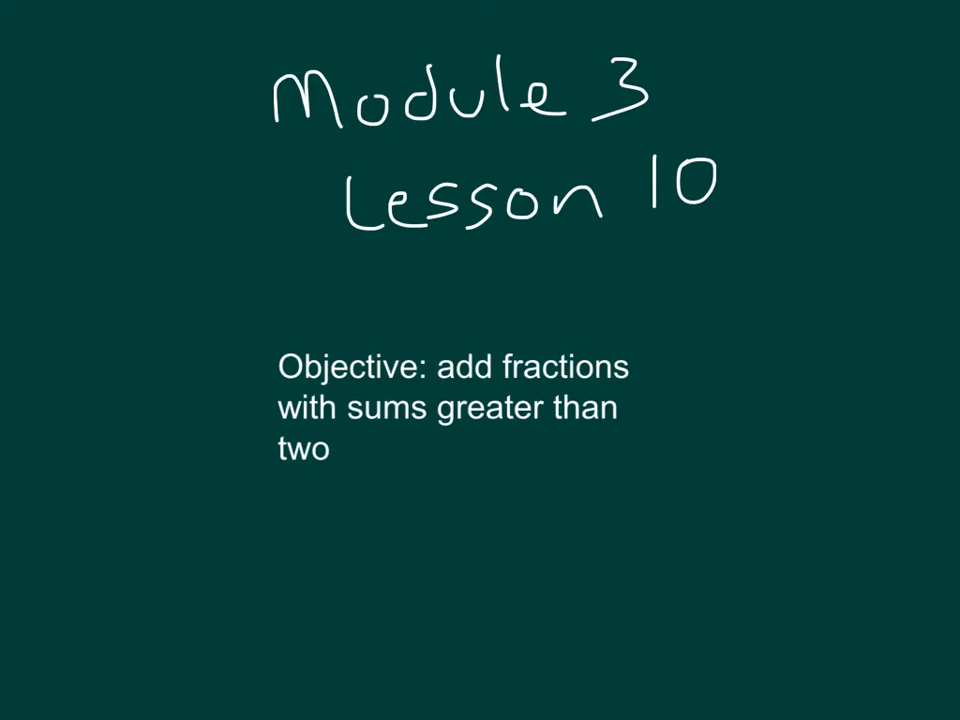 Module 3
Lesson 10
Objective: add fractions
with sums greater than
two